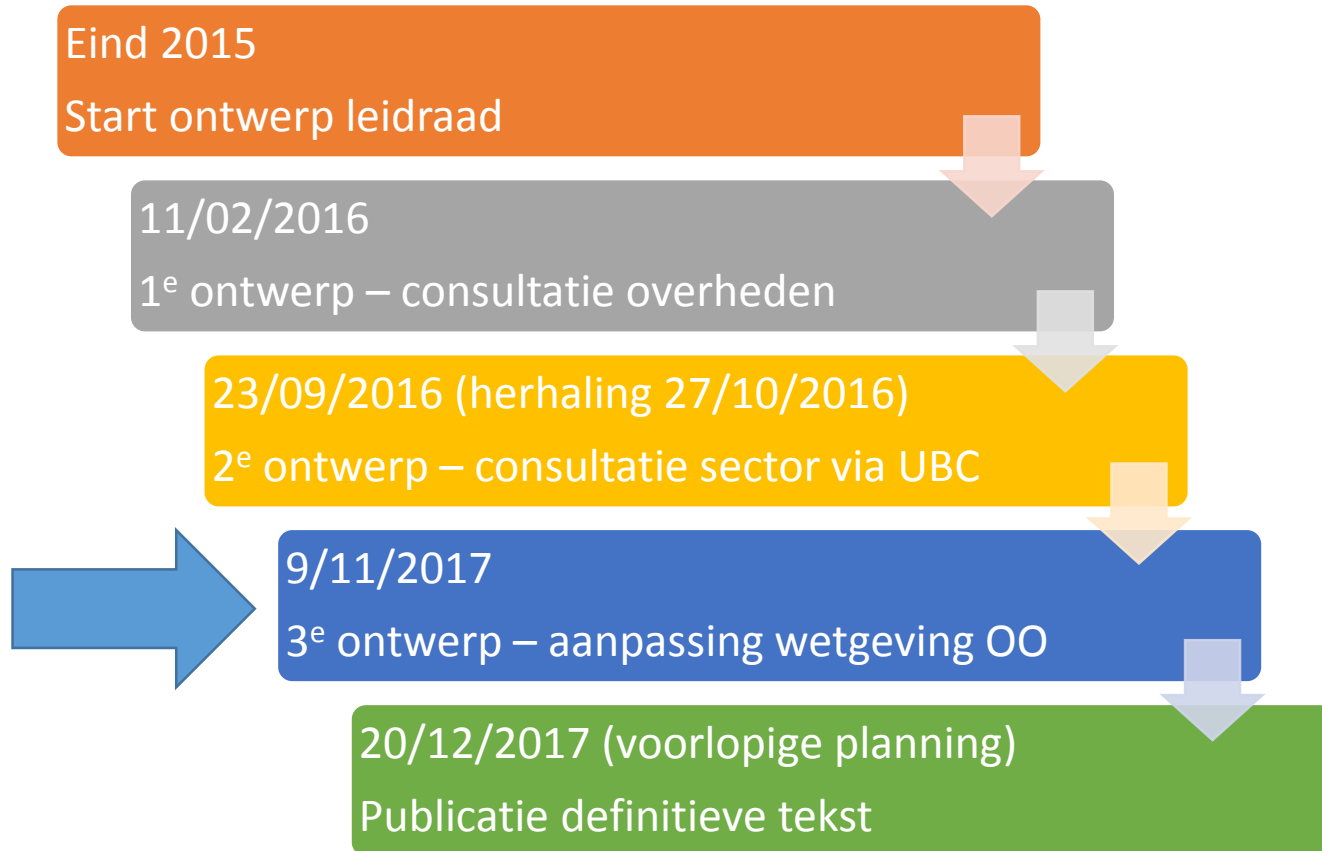 Eind 2015
Start ontwerp leidraad
11/02/2016
1e ontwerp – consultatie overheden
23/09/2016 (herhaling 27/10/2016)
2e ontwerp – consultatie sector via UBC
9/11/2017
3e ontwerp – aanpassing wetgeving OO
20/12/2017 (voorlopige planning)
Publicatie definitieve tekst